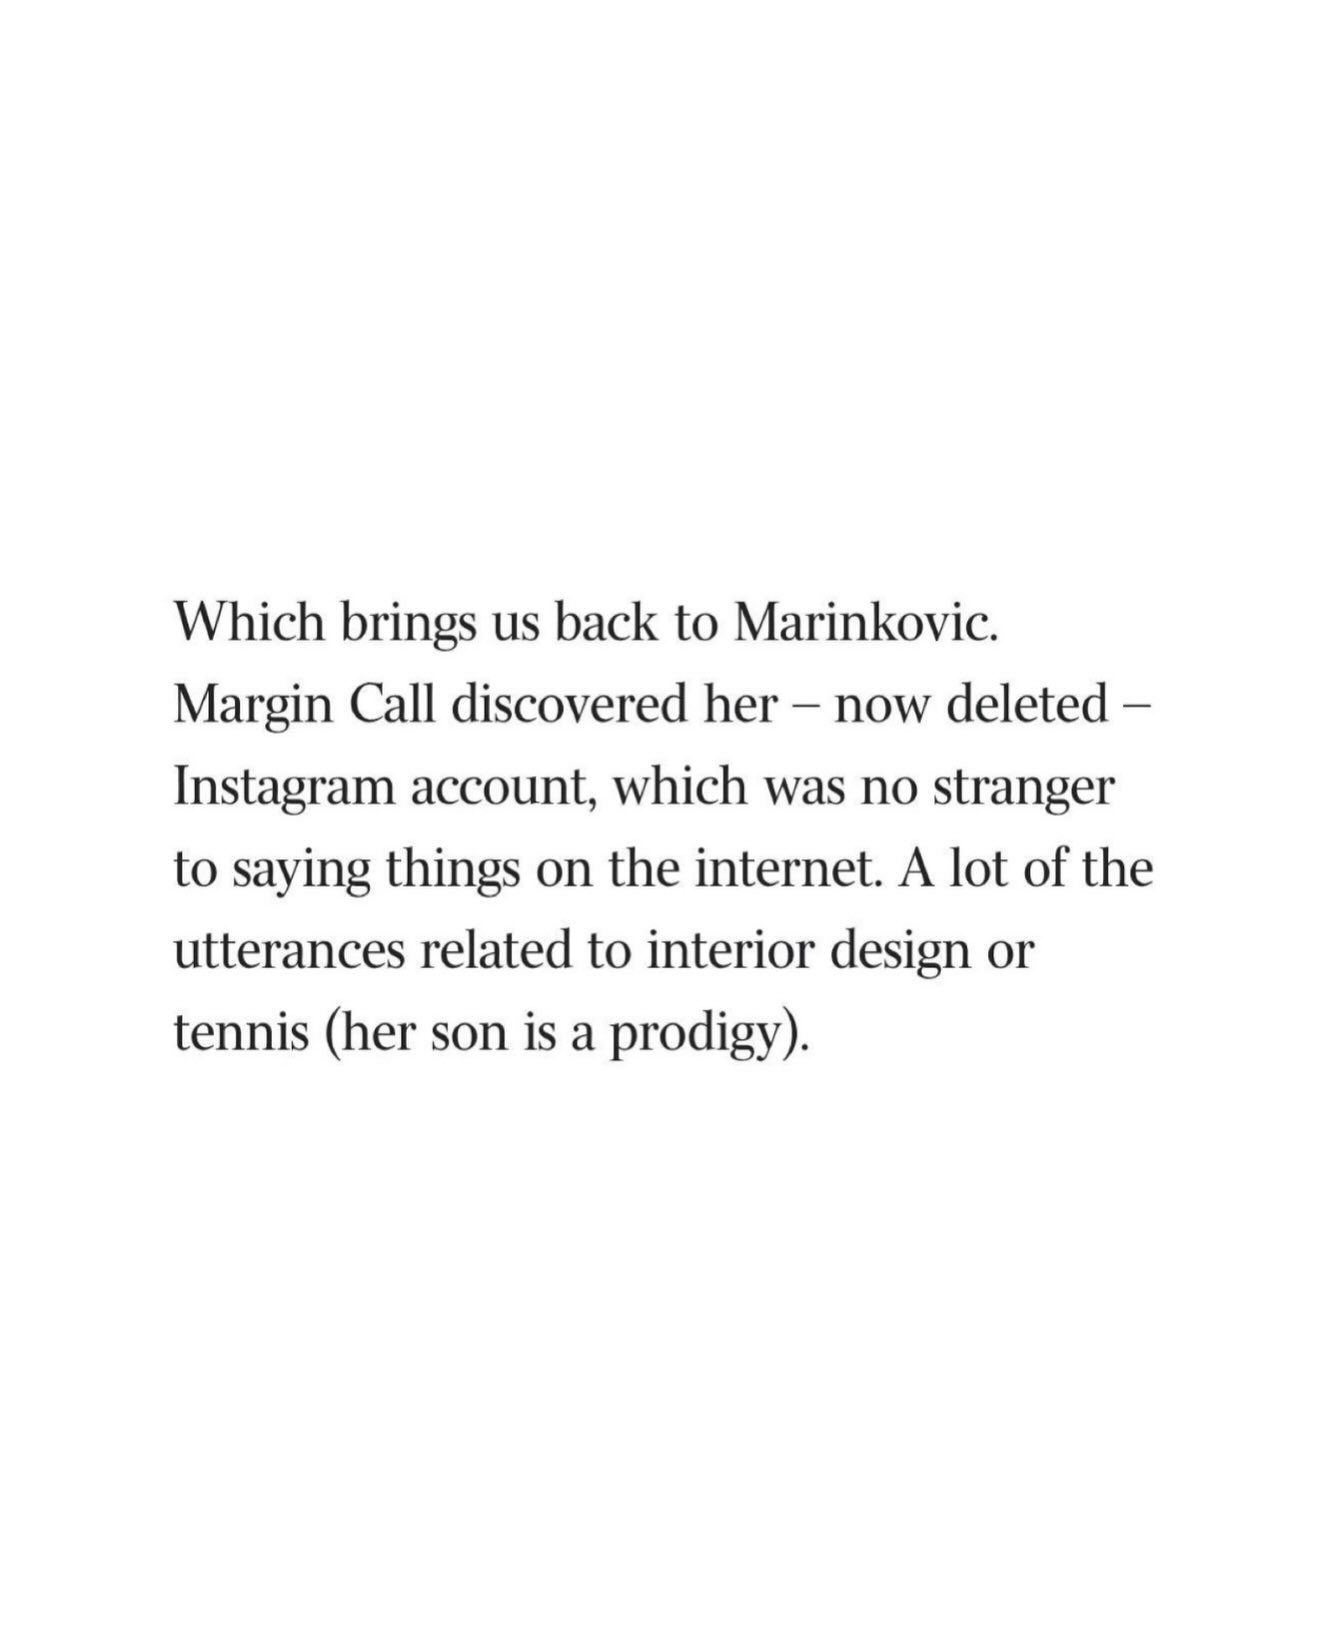 Which brings us back to Marinkovic.
Margin Call discovered her – now deleted –
Instagram account, which was no stranger
to saying things on the internet. A lot of the
utterances related to interior design or
tennis (her son is a prodigy).